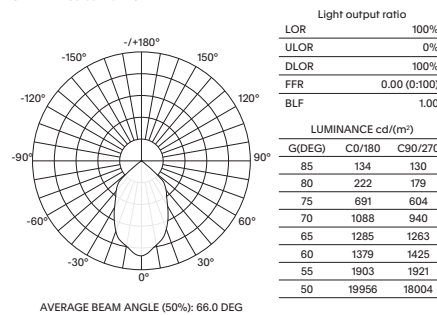 -/+180°
-150° 150°
-120° 120°
-90° 90°
-60° 60°
-30° 30°
0°
AVERAGE BEAM ANGLE (50%): 66.0 DEG
Light output ratio
LOR 100%
ULOR 0%
DLOR 100%
FFR 0.00 (0:100)
BLF 1.00
LUMINANCE cd/(m²)
G(DEG) C0/180 C90/270
85 134 130
80 222 179
75 691 604
70 1088 940
65 1285 1263
60 1379 1425
55 1903 1921
50 19956 18004